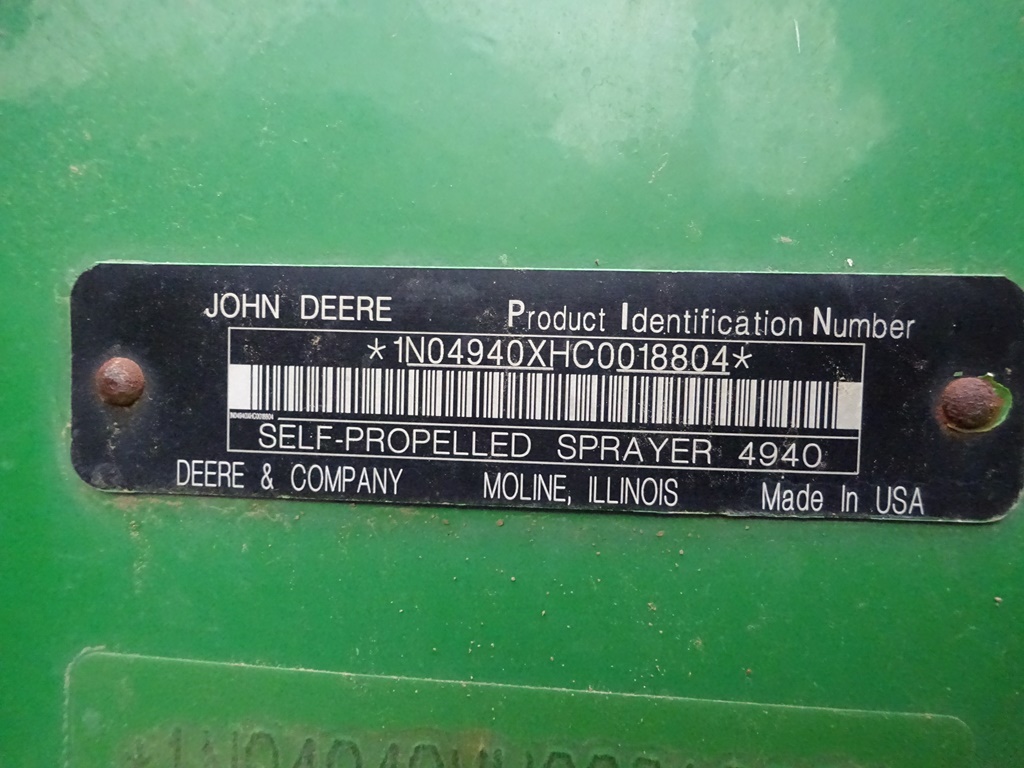 JOHN DEERE Product Identification Number
*1N04940XHC0018804*
SELF-PROPELLED SPRAYER 4940
DEERE & COMPANY MOLINE, ILLINOIS Made In USA